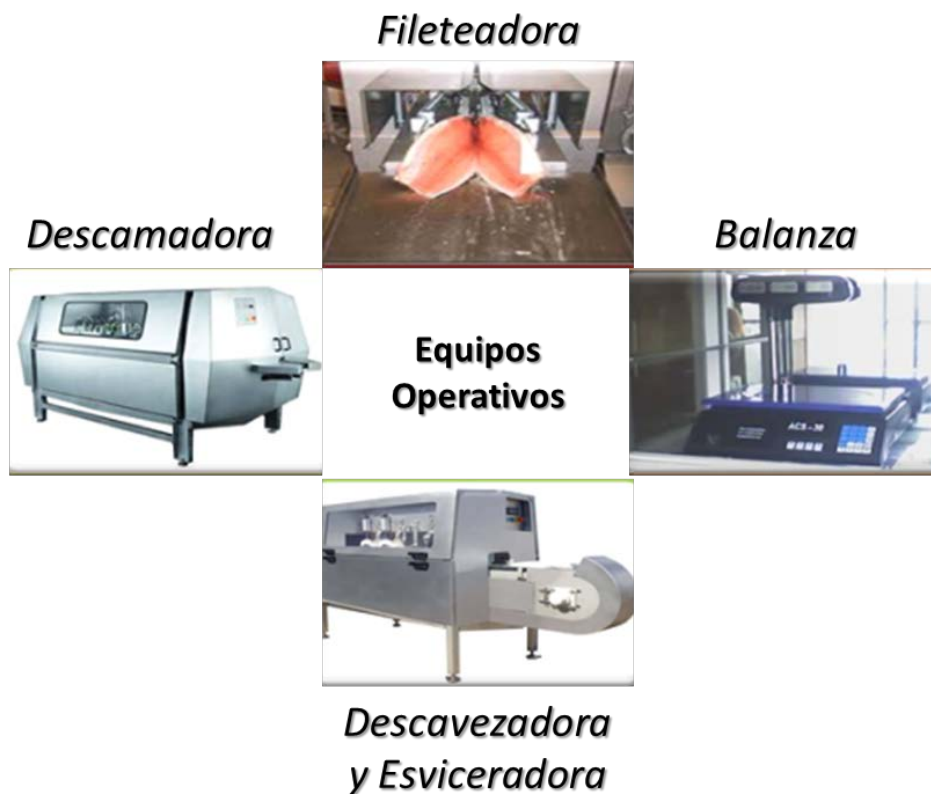 Fileteadora
Descamadora
Balanza
Equipos
Operativos
ACS-30
Descavezadora
y Esviceradora